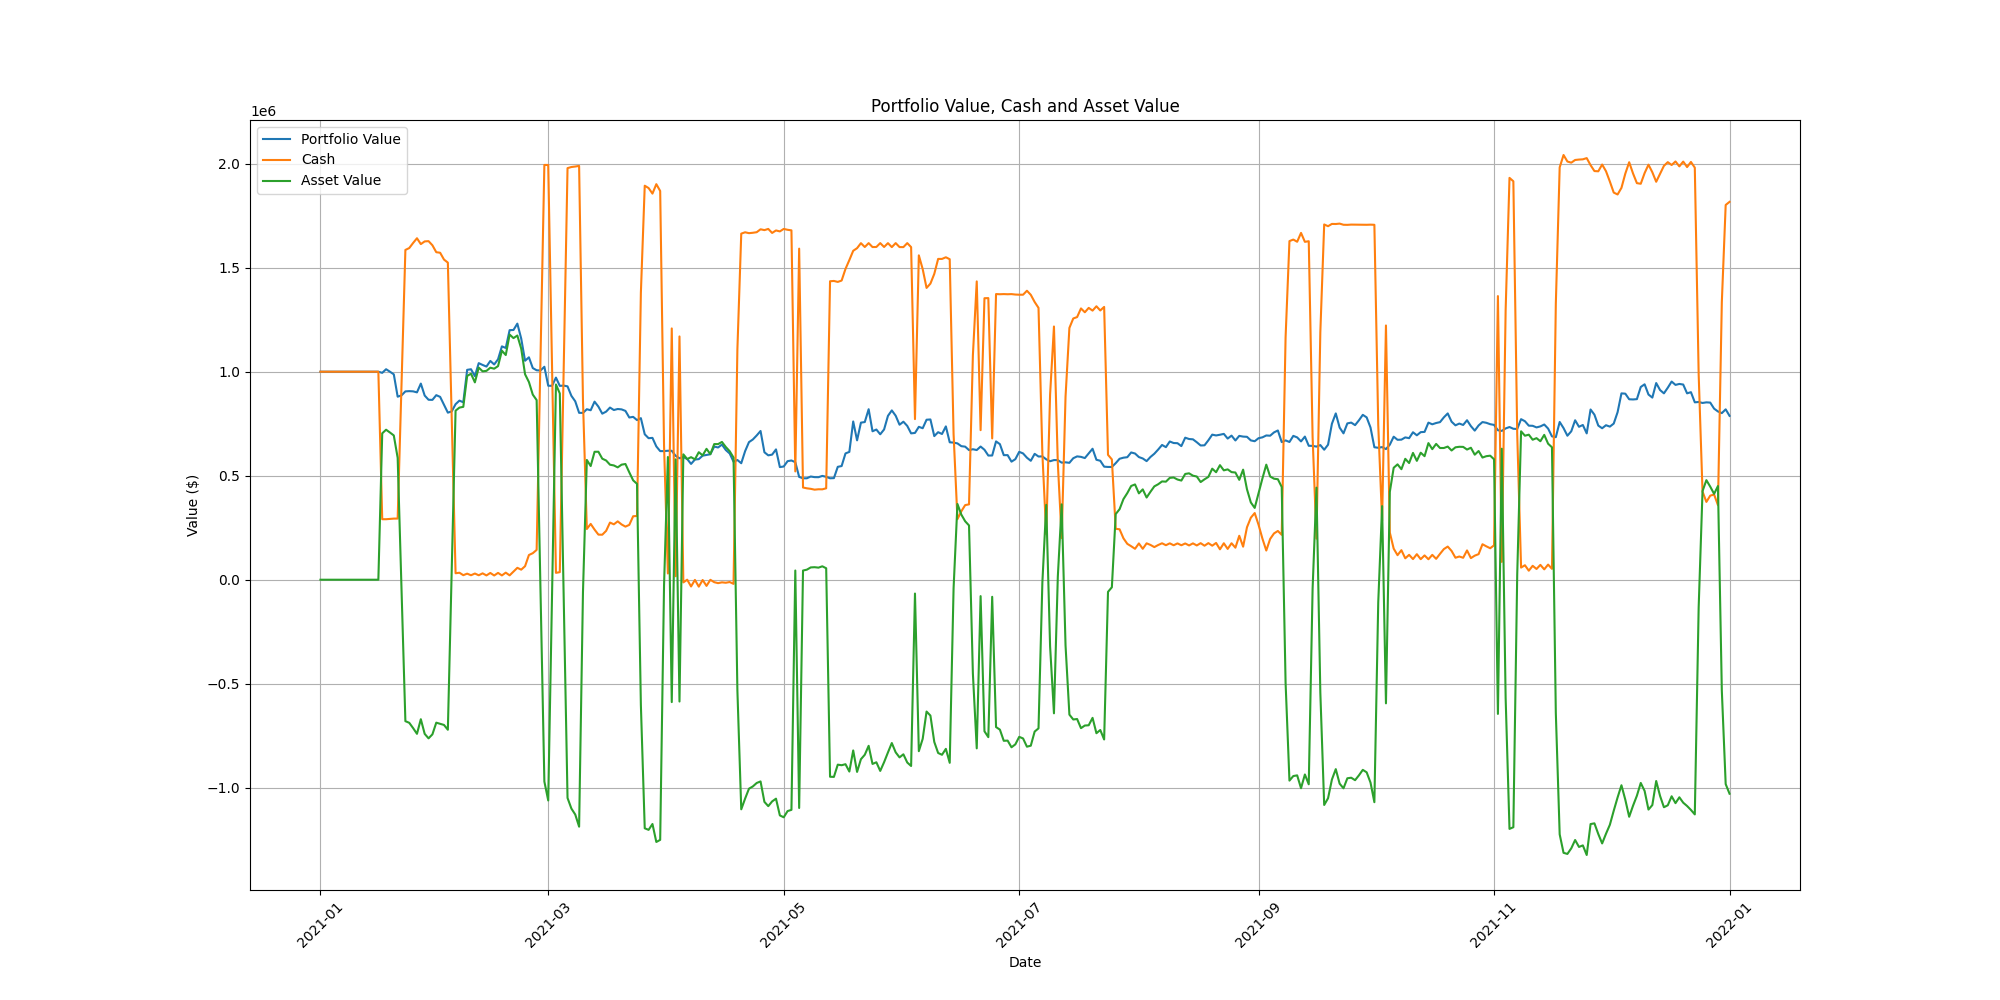 Portfolio Value, Cash and Asset Value
1e6
Portfolio Value
Cash
Asset Value
2.0
1.5
1.0
0.5
0.0
−0.5
−1.0
Value ($)
2021-01
2021-03
2021-05
2021-07
2021-09
2021-11
2022-01
Date